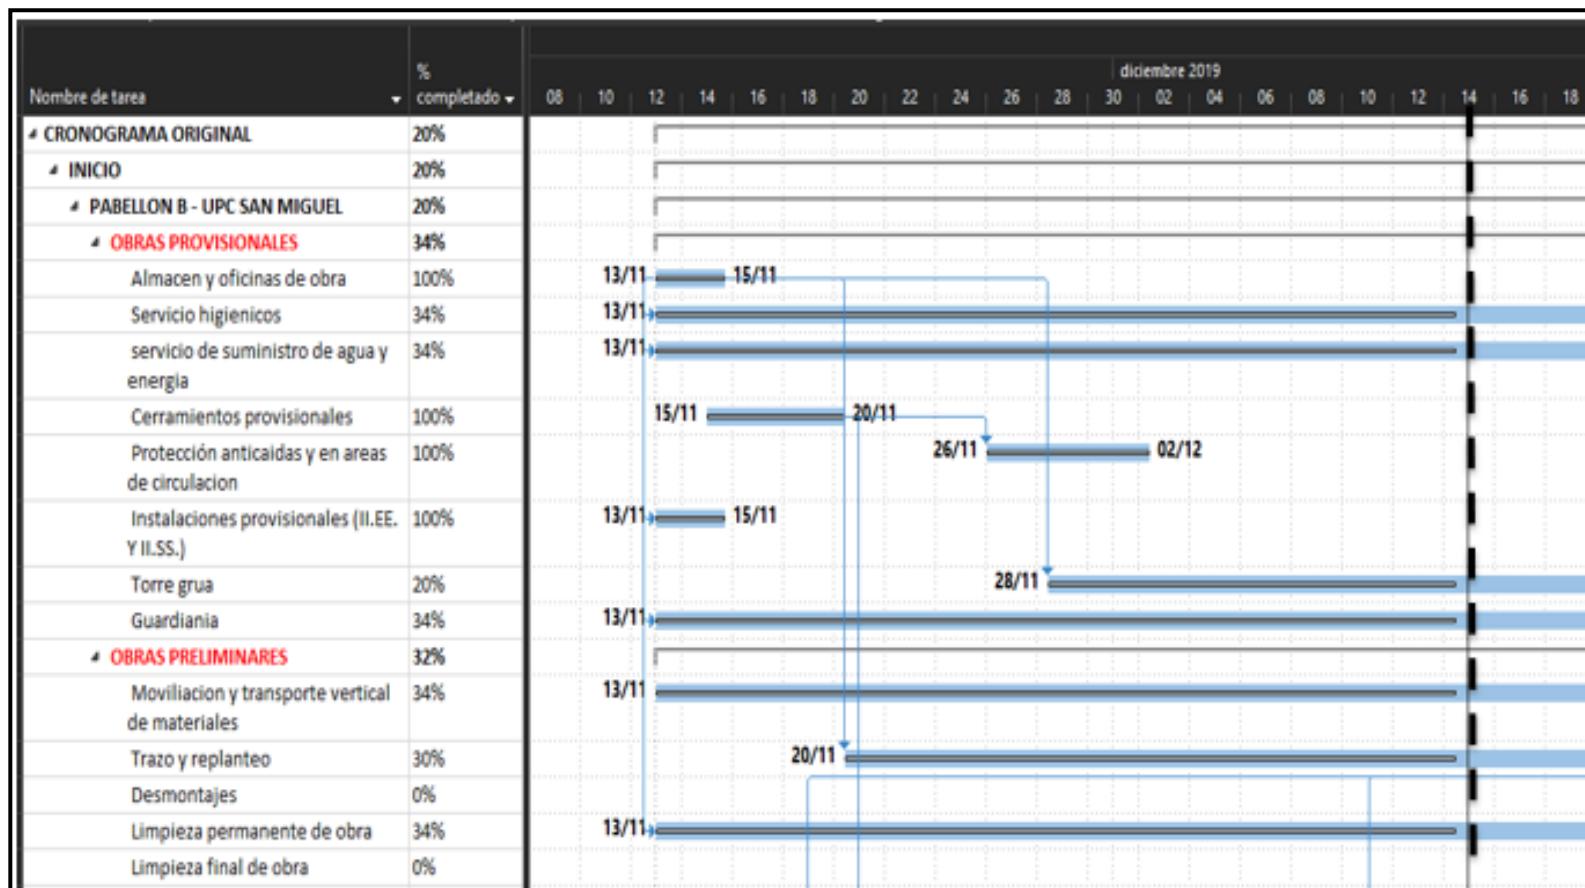 diciembre 2019
%
Nombre de tarea completado 08 10 12 14 16 18 20 22 24 26 28 30 02 04 06 08 10 12 14 16 18
CRONOGRAMA ORIGINAL 20%
INICIO 20%
PABELLON B - UPC SAN MIGUEL 20%
OBRAS PROVISIONALES 34%
Almacen y oficinas de obra 100% 13/11 15/11
Servicio higienicos 34% 13/11
servicio de suministro de agua y 34% 13/11
energia
Cerramientos provisionales 100% 15/11 20/11
Protección anticaidas y en areas 100% 26/11 02/12
de circulacion
Instalaciones provisionales (II.EE. 100% 13/11 15/11
Y II.SS.)
Torre grua 20% 28/11
Guardiania 34% 13/11
OBRAS PRELIMINARES 32%
Moviliacion y transporte vertical 34% 13/11
de materiales
Trazo y replanteo 30% 20/11
Desmontajes 0%
Limpieza permanente de obra 34% 13/11
Limpieza final de obra 0%